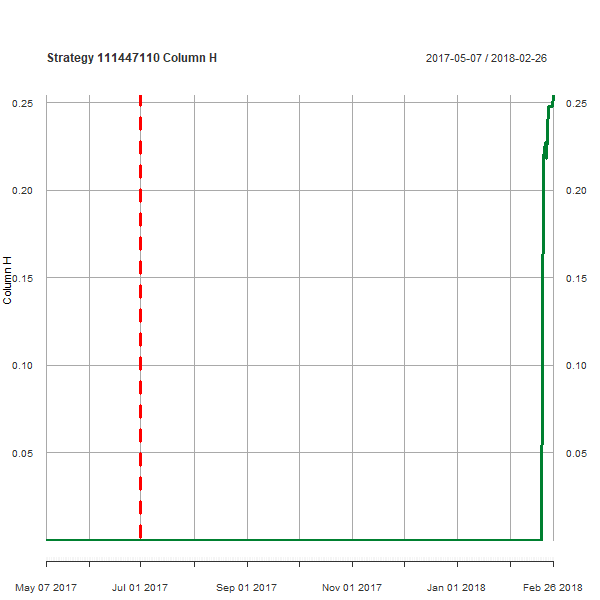 Strategy 111447110 Column H
2017-05-07 / 2018-02-26
0.25
0.25
0.20
0.20
Column H
0.15
0.15
0.10
0.10
0.05
0.05
May 07 2017
Jul 01 2017
Sep 01 2017
Nov 01 2017
Jan 01 2018
Feb 26 2018